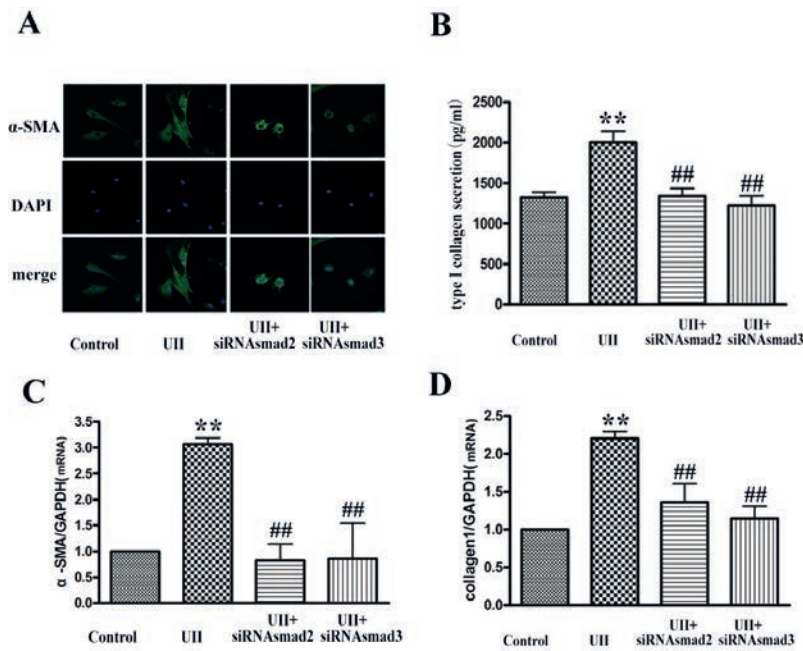 A
α-SMA
DAPI
merge
Control
UII
UII+
siRNAsmad2
UII+
siRNAsmad3
B
type I collagen secretion (pg/ml)
2500
2000
1500
1000
500
0
**
##
##
Control
UII
UII+
siRNAsmad2
UII+
siRNAsmad3
C
α -SMA/GAPDH(mRNA)
3.5
3.0
2.5
2.0
1.5
1.0
0.5
0.0
**
##
##
Control
UII
UII+
siRNAsmad2
UII+
siRNAsmad3
D
collagen1/GAPDH(mRNA)
2.5
2.0
1.5
1.0
0.5
0.0
**
##
##
Control
UII
UII+
siRNAsmad2
UII+
siRNAsmad3